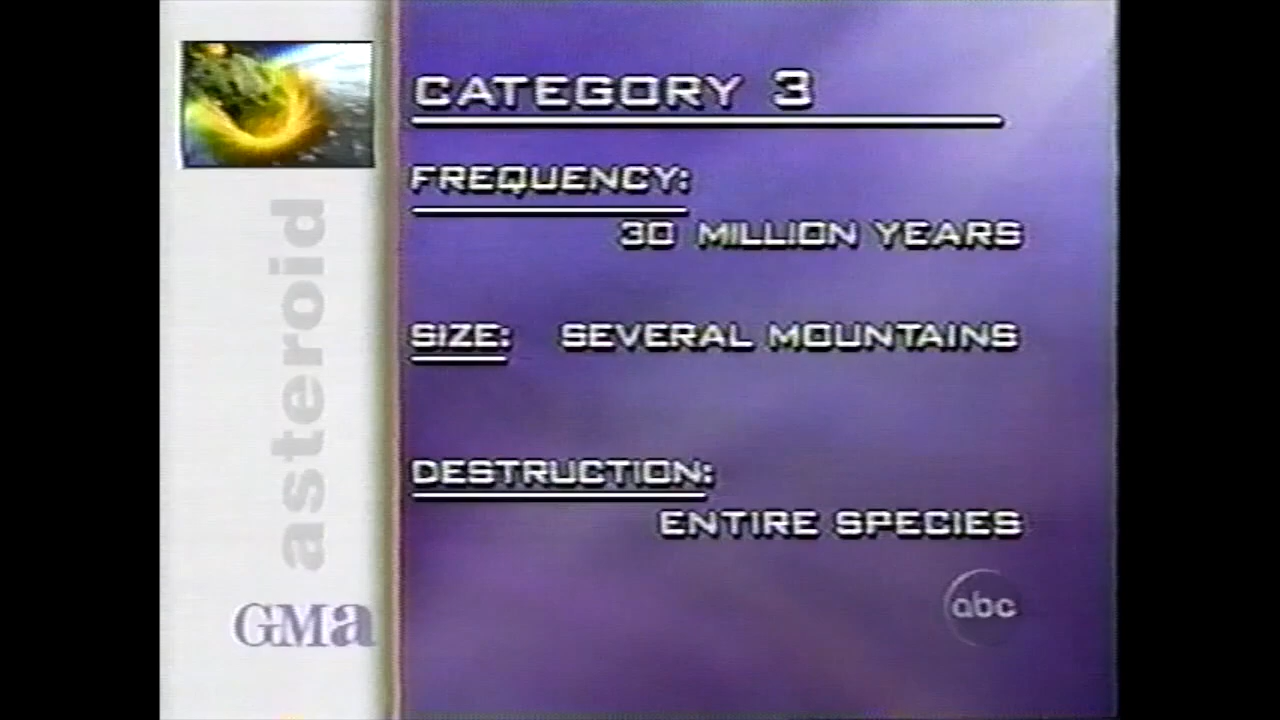 CATEGORY 3
FREQUENCY:
30 MILLION YEARS
SIZE: SEVERAL MOUNTAINS
DESTRUCTION:
ENTIRE SPECIES
asteroid
GMa
abc